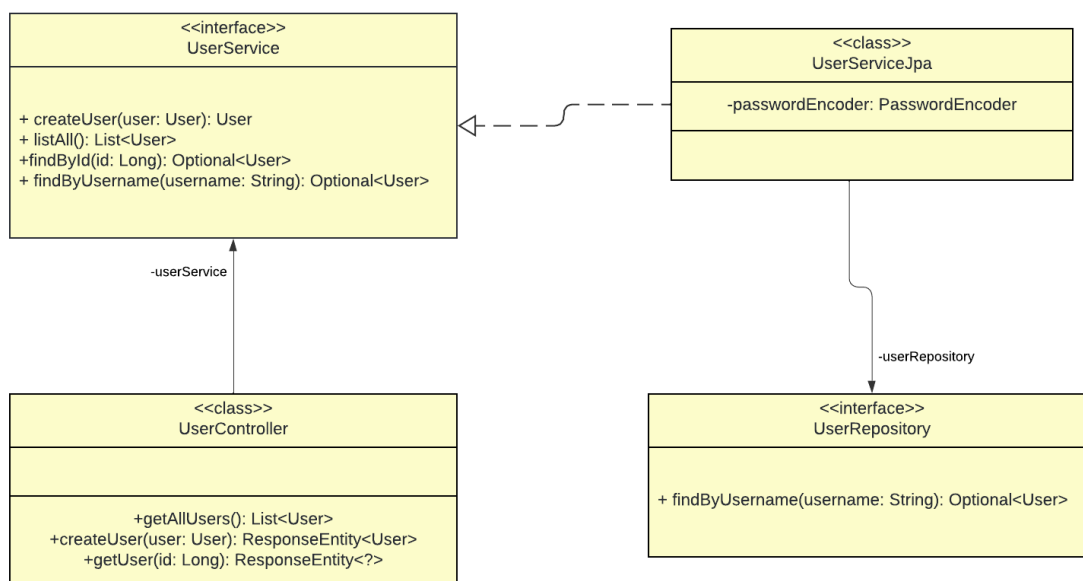 <<interface>>
UserService
+ createUser(user: User): User
+ listAll(): List<User>
+findById(id: Long): Optional<User>
+ findByUsername(username: String): Optional<User>
<<class>>
UserServiceJpa
-passwordEncoder: PasswordEncoder
-userService
-userRepository
<<class>>
UserController
+getAllUsers(): List<User>
+createUser(user: User): ResponseEntity<User>
+getUser(id: Long): ResponseEntity<?>
<<interface>>
UserRepository
+ findByUsername(username: String): Optional<User>